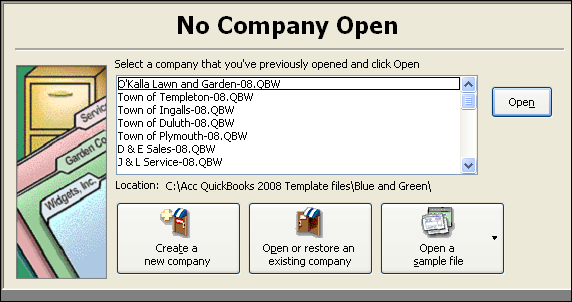 No Company Open
Select a company that you've previously opened and click Open
O'Kalla Lawn and Garden-08.QBW
Town of Templeton-08.QBW
Town of Ingalls-08.QBW
Town of Duluth-08.QBW
Town of Plymouth-08.QBW
D & E Sales-08.QBW
J & L Service-08.QBW
Open
Location: C:\Acc QuickBooks 2008 Template files\Blue and Green\
Servic
Garden Co
Widgets, Inc.
Create a
new company
Open or restore an
existing company
Open a
sample file